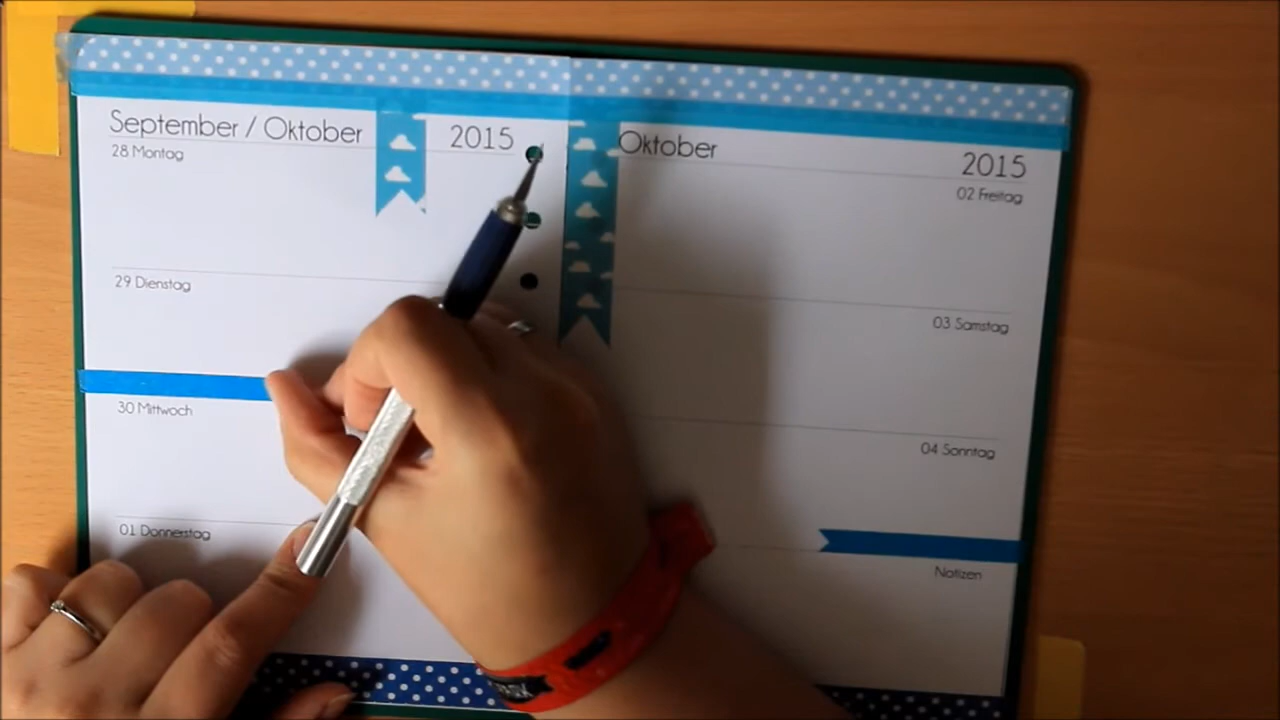 September / Oktober 2015
28 Montag
29 Dienstag
30 Mittwoch
01 Donnerstag
Oktober 2015
02 Freitag
03 Samstag
04 Sonntag
Notizen